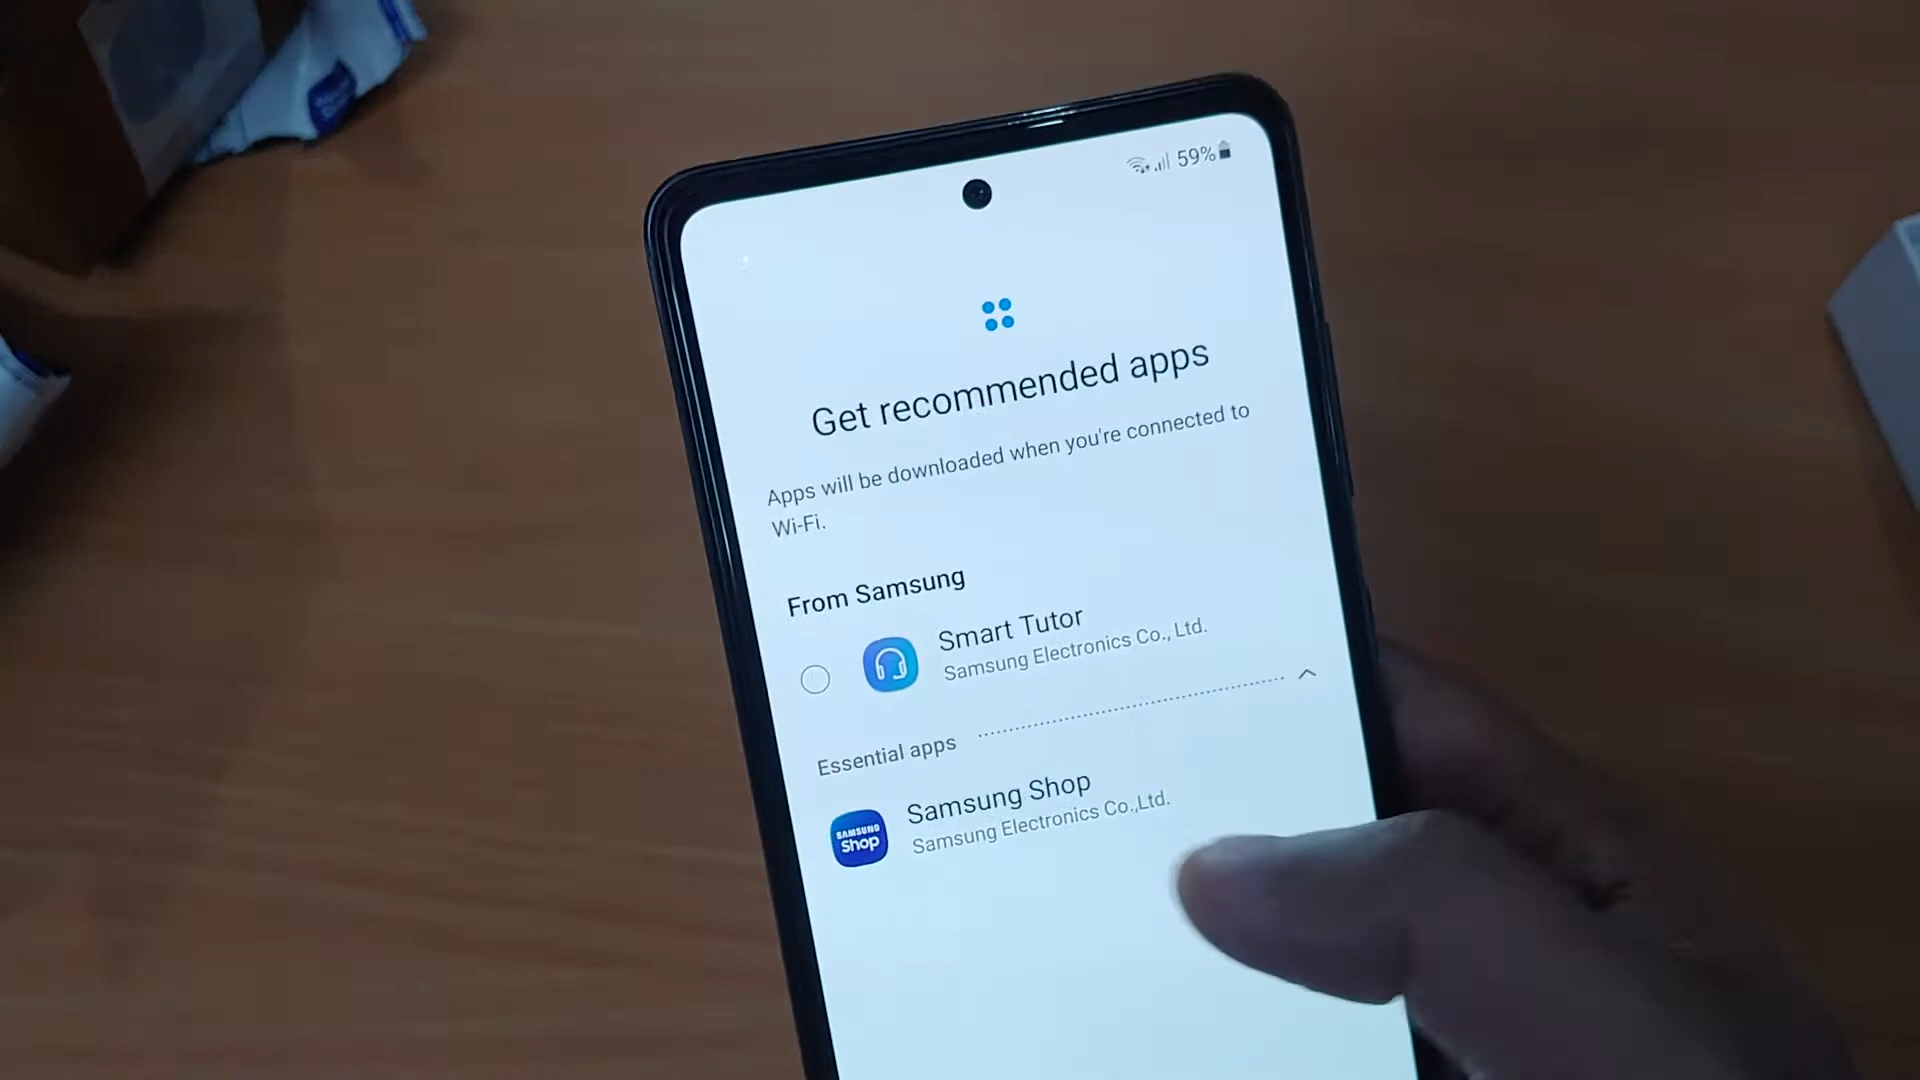 59%
Get recommended apps
Apps will be downloaded when you're connected to
Wi-Fi.
From Samsung
Smart Tutor
Samsung Electronics Co., Ltd.
Essential apps
SAMSUNG
Shop
Samsung Shop
Samsung Electronics Co.,Ltd.